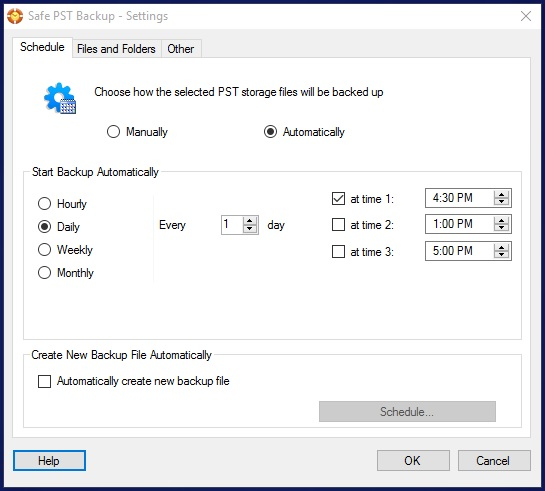 Safe PST Backup - Settings
Schedule Files and Folders Other
Choose how the selected PST storage files will be backed up
Manually Automatically
Start Backup Automatically
Hourly
Daily
Weekly
Monthly
Every 1 day
at time 1: 4:30 PM
at time 2: 1:00 PM
at time 3: 5:00 PM
Create New Backup File Automatically
Automatically create new backup file
Schedule...
Help OK Cancel